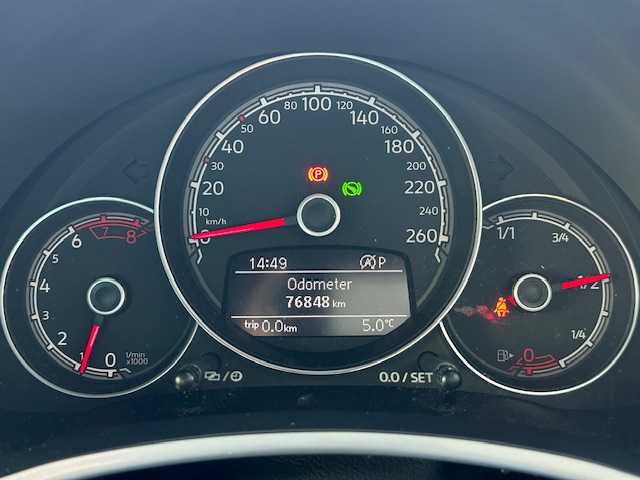 80 100 120
60 140
50 160
40 180
30 200
20 220
10 240
km/h
0 260
P
14:49 A P
Odometer
76848 km
trip 0.0 km 5.0°C
7 8
6
5
4
3
2
1 0
1/min
x1000
1/1 3/4
1/2
1/4
0
0.0 / SET